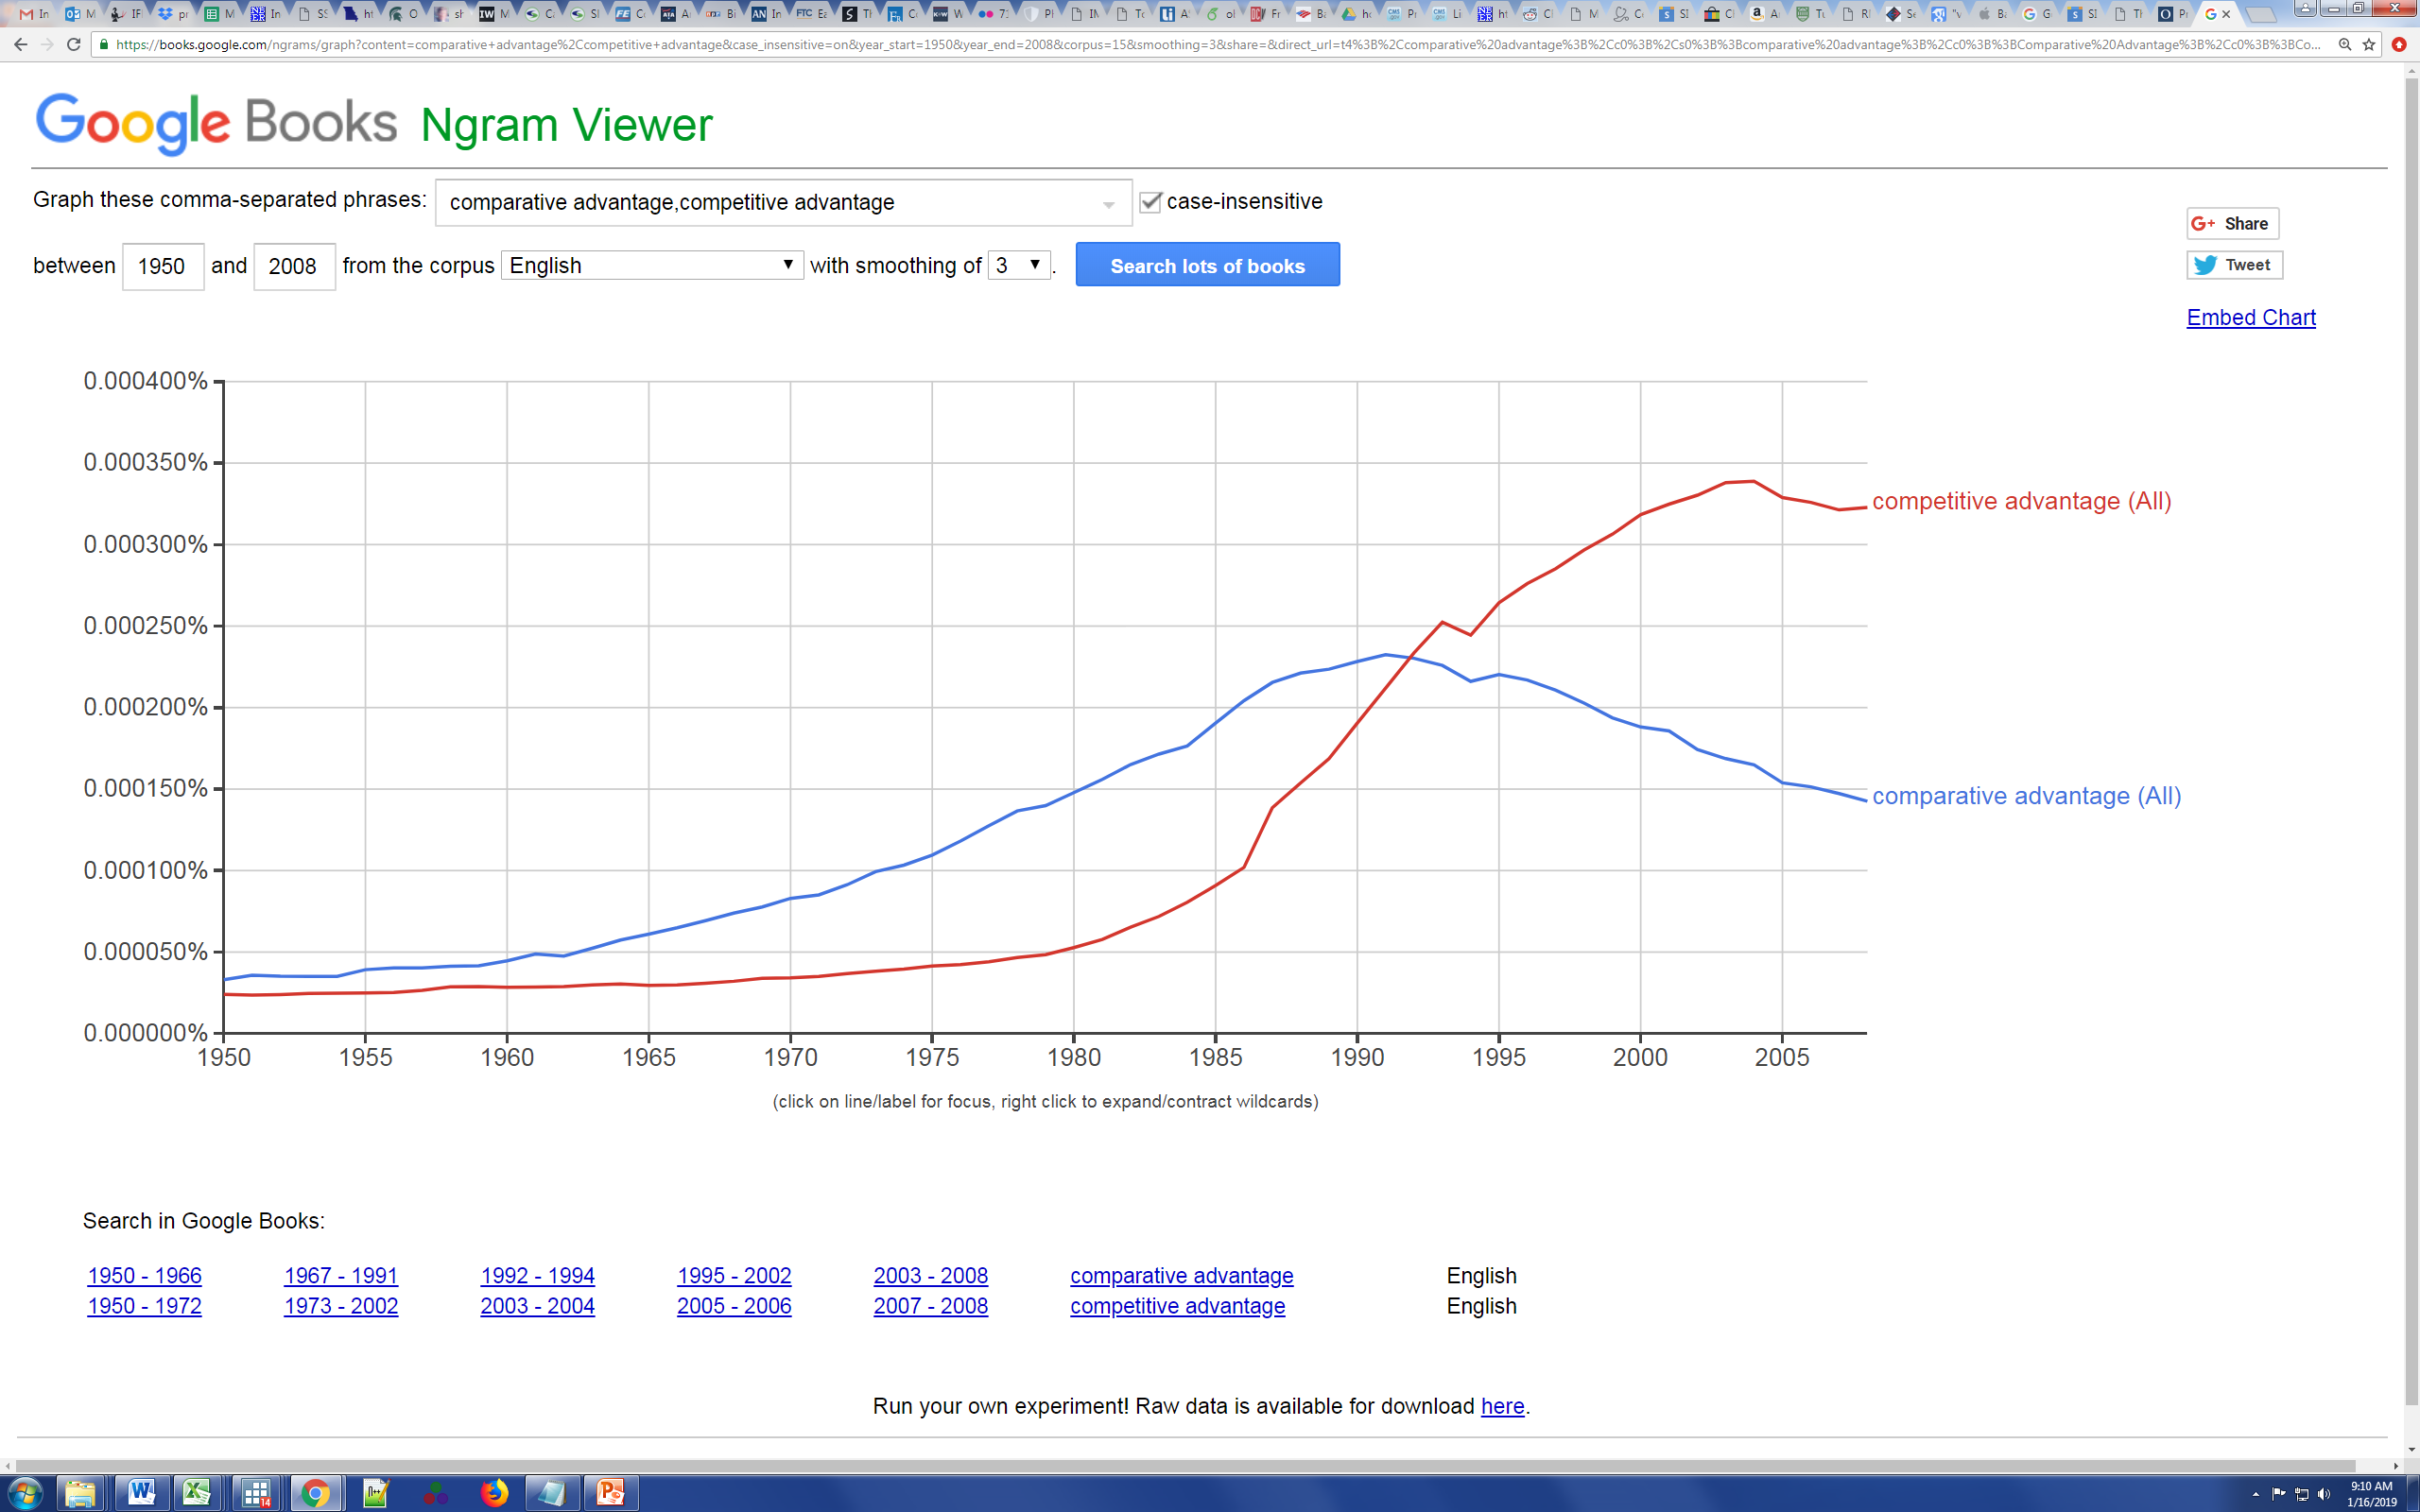 https://books.google.com/ngrams/graph?content=comparative+advantage%2Ccompetitive+advantage&case_insensitive=on&year_start=1950&year_end=2008&corpus=15&smoothing=3&share=&direct_url=t4%3B%2Ccomparative%20advantage%3B%2Cc0%3B%2Cs0%3B%3Bcomparative%20advantage%3B%2Cc0%3B%3BComparative%20Advantage%3B%2Cc0%3B%3BCo...
Google Books Ngram Viewer
Graph these comma-separated phrases: comparative advantage,competitive advantage case-insensitive
between 1950 and 2008 from the corpus English with smoothing of 3 . Search lots of books
G+ Share
Tweet
Embed Chart
0.000400%
0.000350%
0.000300%
0.000250%
0.000200%
0.000150%
0.000100%
0.000050%
0.000000%
competitive advantage (All)
comparative advantage (All)
1950 1955 1960 1965 1970 1975 1980 1985 1990 1995 2000 2005
(click on line/label for focus, right click to expand/contract wildcards)
Search in Google Books:
1950 - 1966 1967 - 1991 1992 - 1994 1995 - 2002 2003 - 2008 comparative advantage English
1950 - 1972 1973 - 2002 2003 - 2004 2005 - 2006 2007 - 2008 competitive advantage English
Run your own experiment! Raw data is available for download here.
9:10 AM
1/16/2019